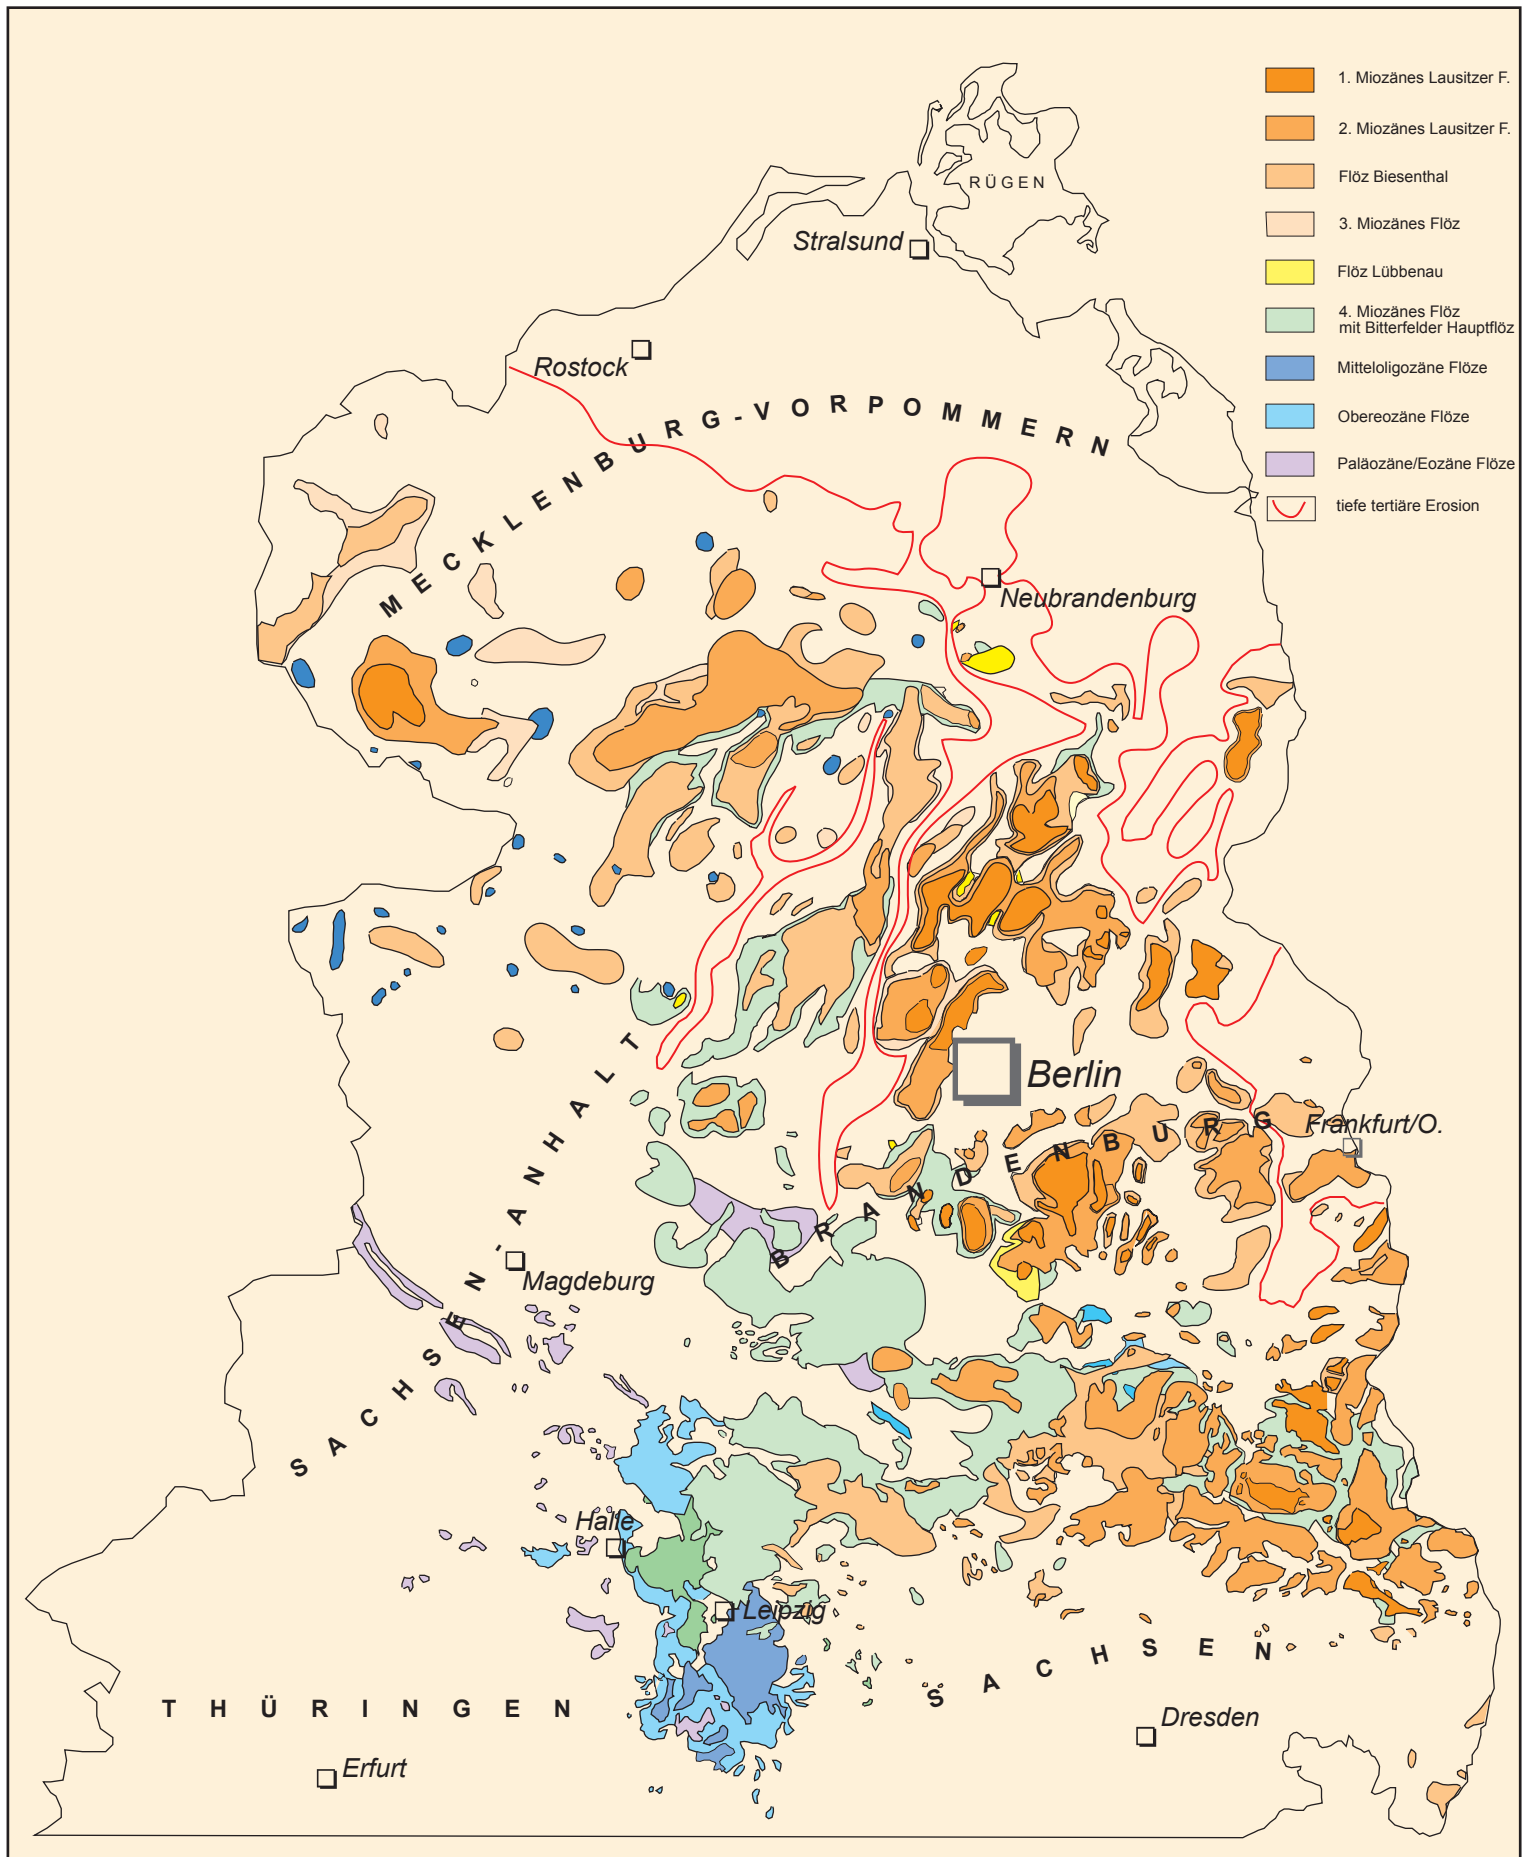 1. Miozänes Lausitzer F.
2. Miozänes Lausitzer F.
Flöz Biesenthal
3. Miozänes Flöz
Flöz Lübbenau
4. Miozänes Flöz
mit Bitterfelder Hauptflöz
Mitteloligozäne Flöze
Obereozäne Flöze
Paläozäne/Eozäne Flöze
tiefe tertiäre Erosion
RÜGEN
Stralsund
Rostock
MECKLENBURG-VORPOMMERN
Neubrandenburg
Berlin
Frankfurt/O.
BRANDENBURG
SACHSEN-ANHALT
Magdeburg
Halle
Leipzig
SACHSEN
THÜRINGEN
Dresden
Erfurt